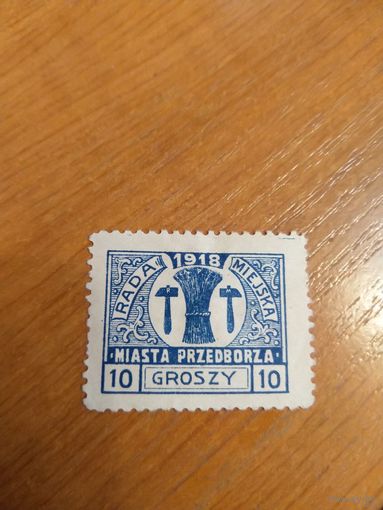 1918
RADA MIEJSKA
MIASTA PRZEDBORZA
10 GROSZY 10